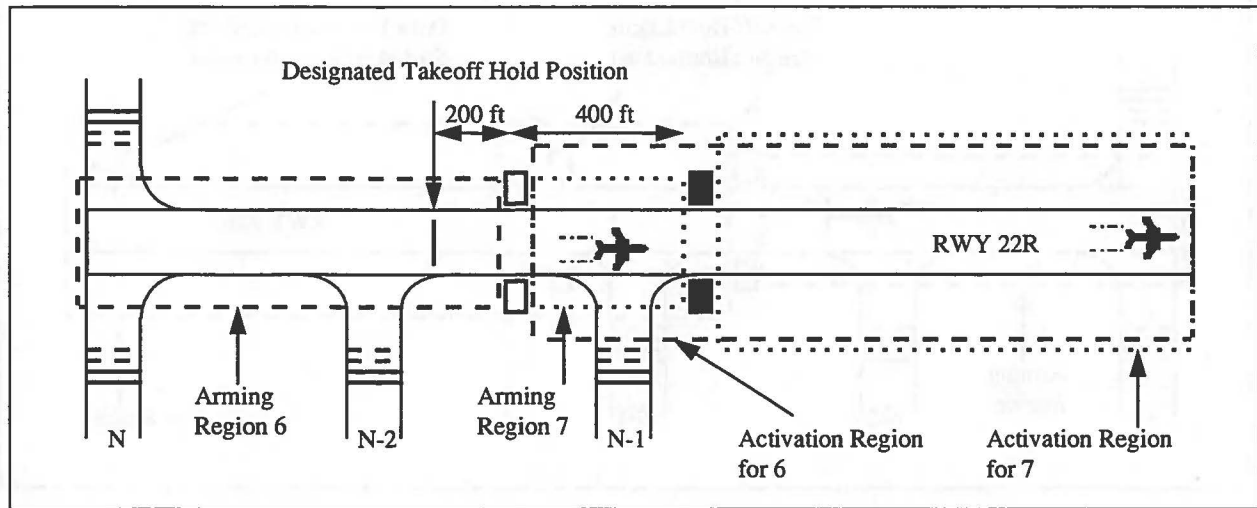 Designated Takeoff Hold Position
200 ft
400 ft
RWY 22R
Arming
Region 6
Arming
Region 7
N
N-2
N-1
Activation Region
for 6
Activation Region
for 7